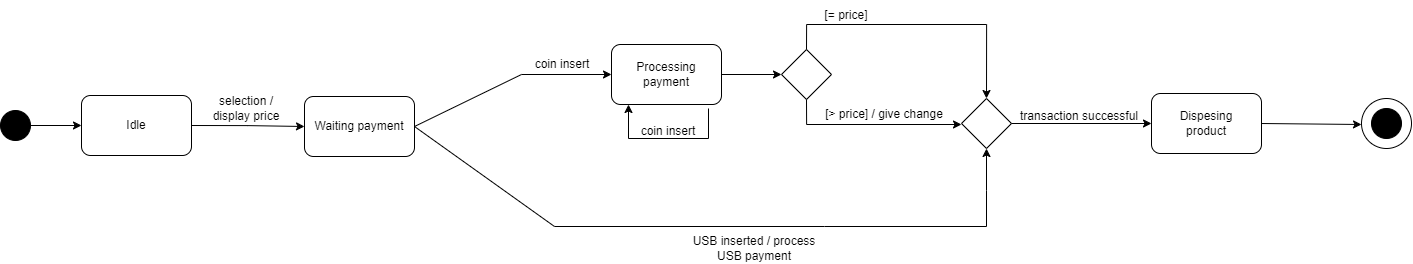 [= price]
coin insert
Processing
payment
selection /
display price
Idle
Waiting payment
coin insert
[> price] / give change
transaction successful
Dispesing
product
USB inserted / process
USB payment